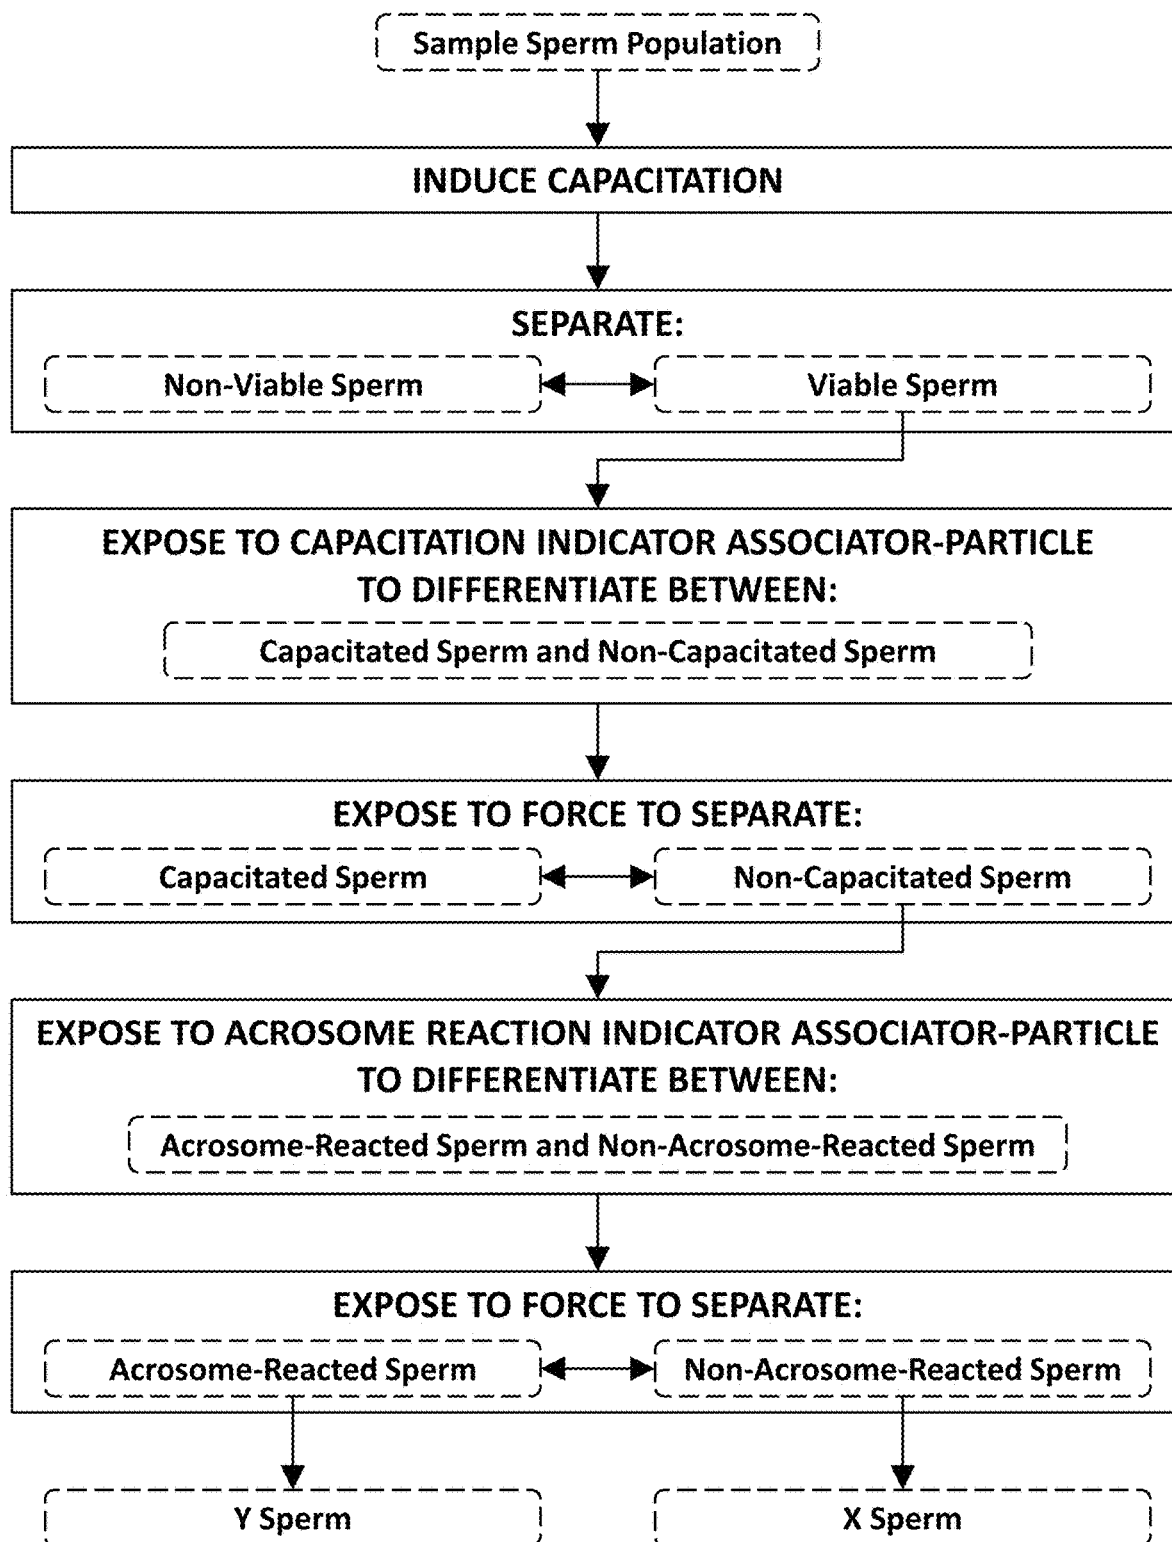 Sample Sperm Population
INDUCE CAPACITATION
SEPARATE:
Non-Viable Sperm
Viable Sperm
EXPOSE TO CAPACITATION INDICATOR ASSOCIATOR-PARTICLE
TO DIFFERENTIATE BETWEEN:
Capacitated Sperm and Non-Capacitated Sperm
EXPOSE TO FORCE TO SEPARATE:
Capacitated Sperm
Non-Capacitated Sperm
EXPOSE TO ACROSOME REACTION INDICATOR ASSOCIATOR-PARTICLE
TO DIFFERENTIATE BETWEEN:
Acrosome-Reacted Sperm and Non-Acrosome-Reacted Sperm
EXPOSE TO FORCE TO SEPARATE:
Acrosome-Reacted Sperm
Non-Acrosome-Reacted Sperm
Y Sperm
X Sperm